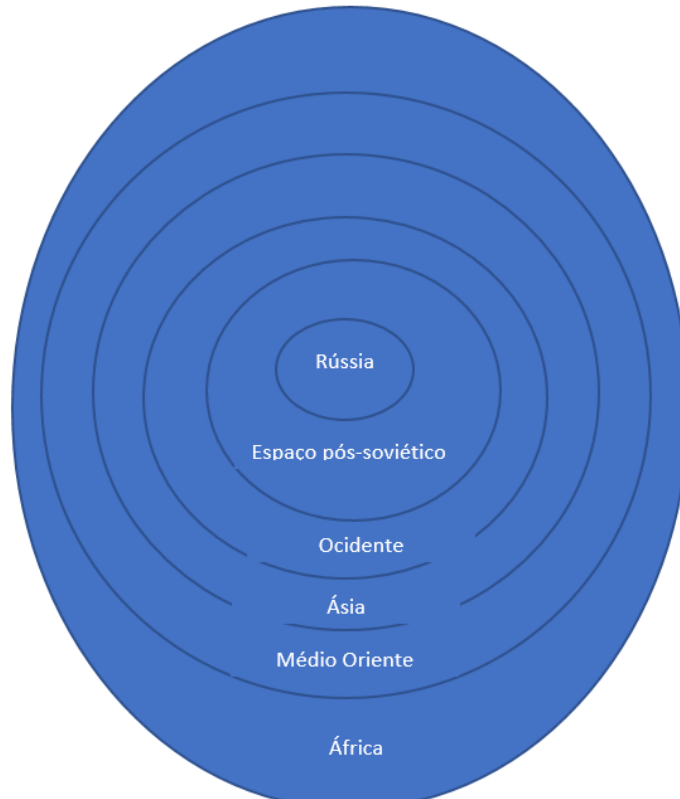 Rússia
Espaço pós-soviético
Ocidente
Ásia
Médio Oriente
África